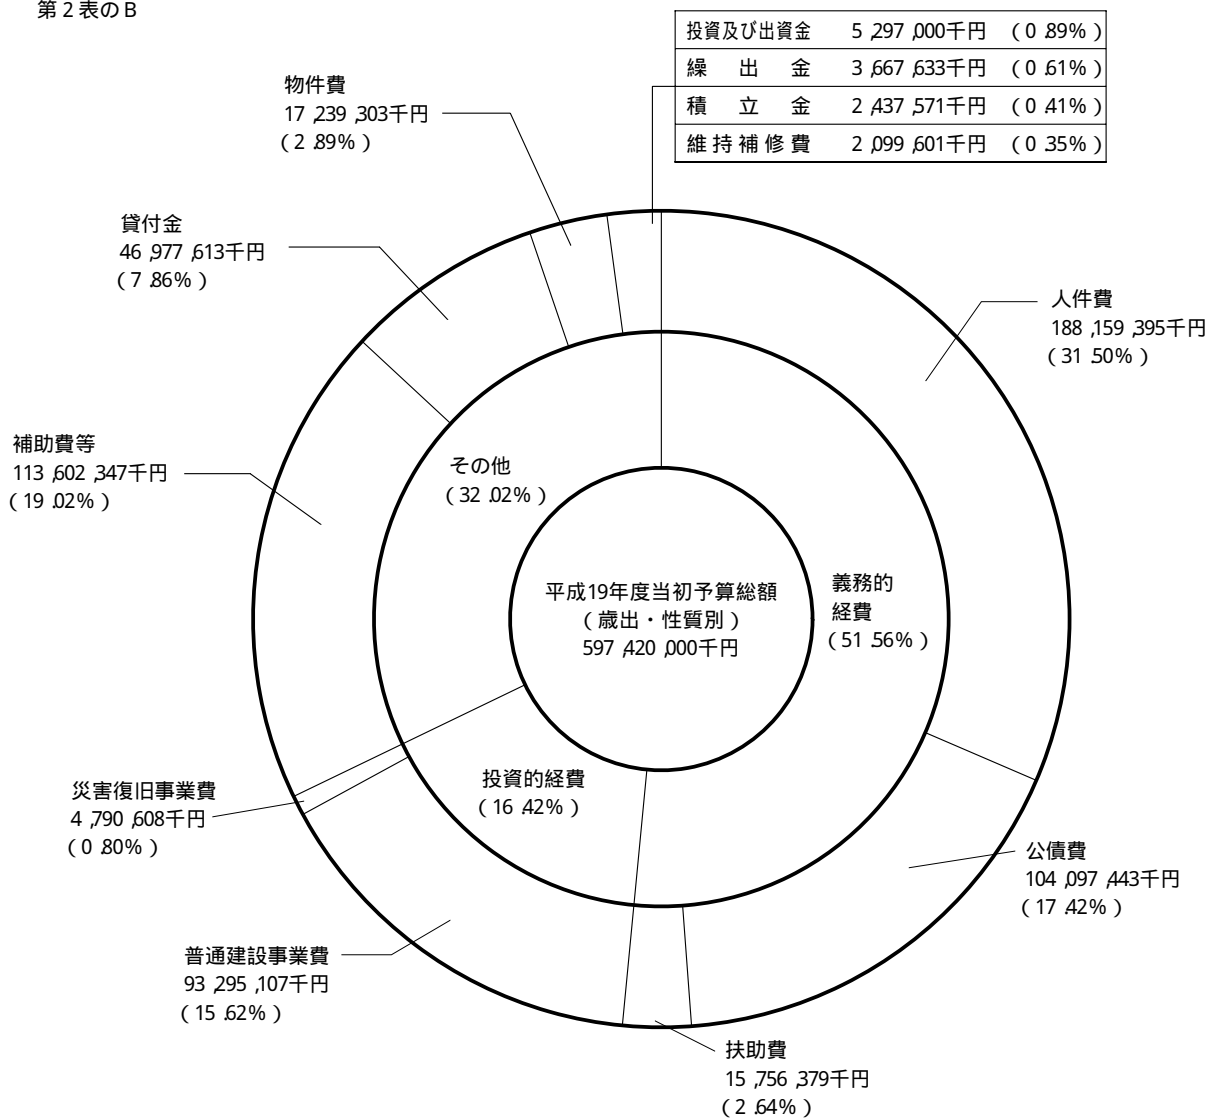 第2表のB
投資及び出資金 5,297,000千円 (0.89%)
繰出金 3,667,633千円 (0.61%)
積立金 2,437,571千円 (0.41%)
維持補修費 2,099,601千円 (0.35%)
物件費
17,239,303千円
(2.89%)
貸付金
46,977,613千円
(7.86%)
人件費
188,159,395千円
(31.50%)
補助費等
113,602,347千円
(19.02%)
その他
(32.02%)
平成19年度当初予算総額
(歳出・性質別)
597,420,000千円
義務的
経費
(51.56%)
災害復旧事業費
4,790,608千円
(0.80%)
投資的経費
(16.42%)
公債費
104,097,443千円
(17.42%)
普通建設事業費
93,295,107千円
(15.62%)
扶助費
15,756,379千円
(2.64%)